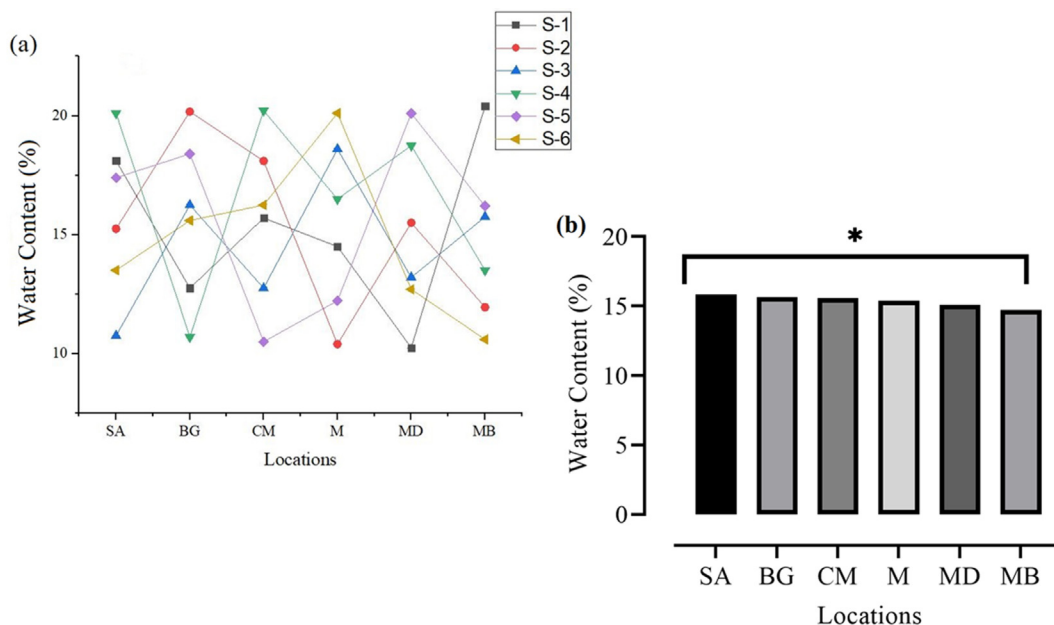 (a)
S-1
S-2
S-3
S-4
S-5
S-6
Water Content (%)
20
15
10
SA BG CM M MD MB
Locations
(b)
*
Water Content (%)
20
15
10
5
0
SA BG CM M MD MB
Locations